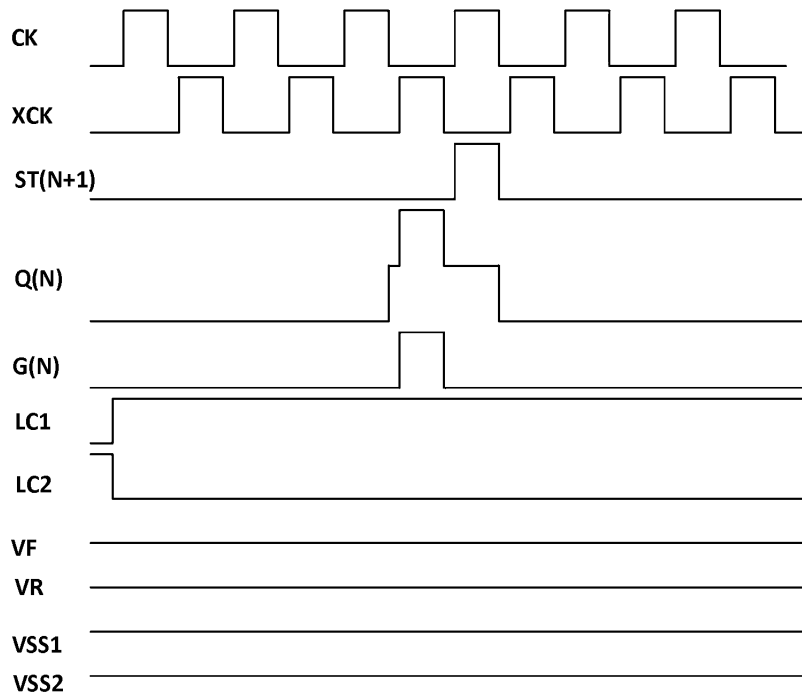 CK
XCK
ST(N+1)
Q(N)
G(N)
LC1
LC2
VF
VR
VSS1
VSS2